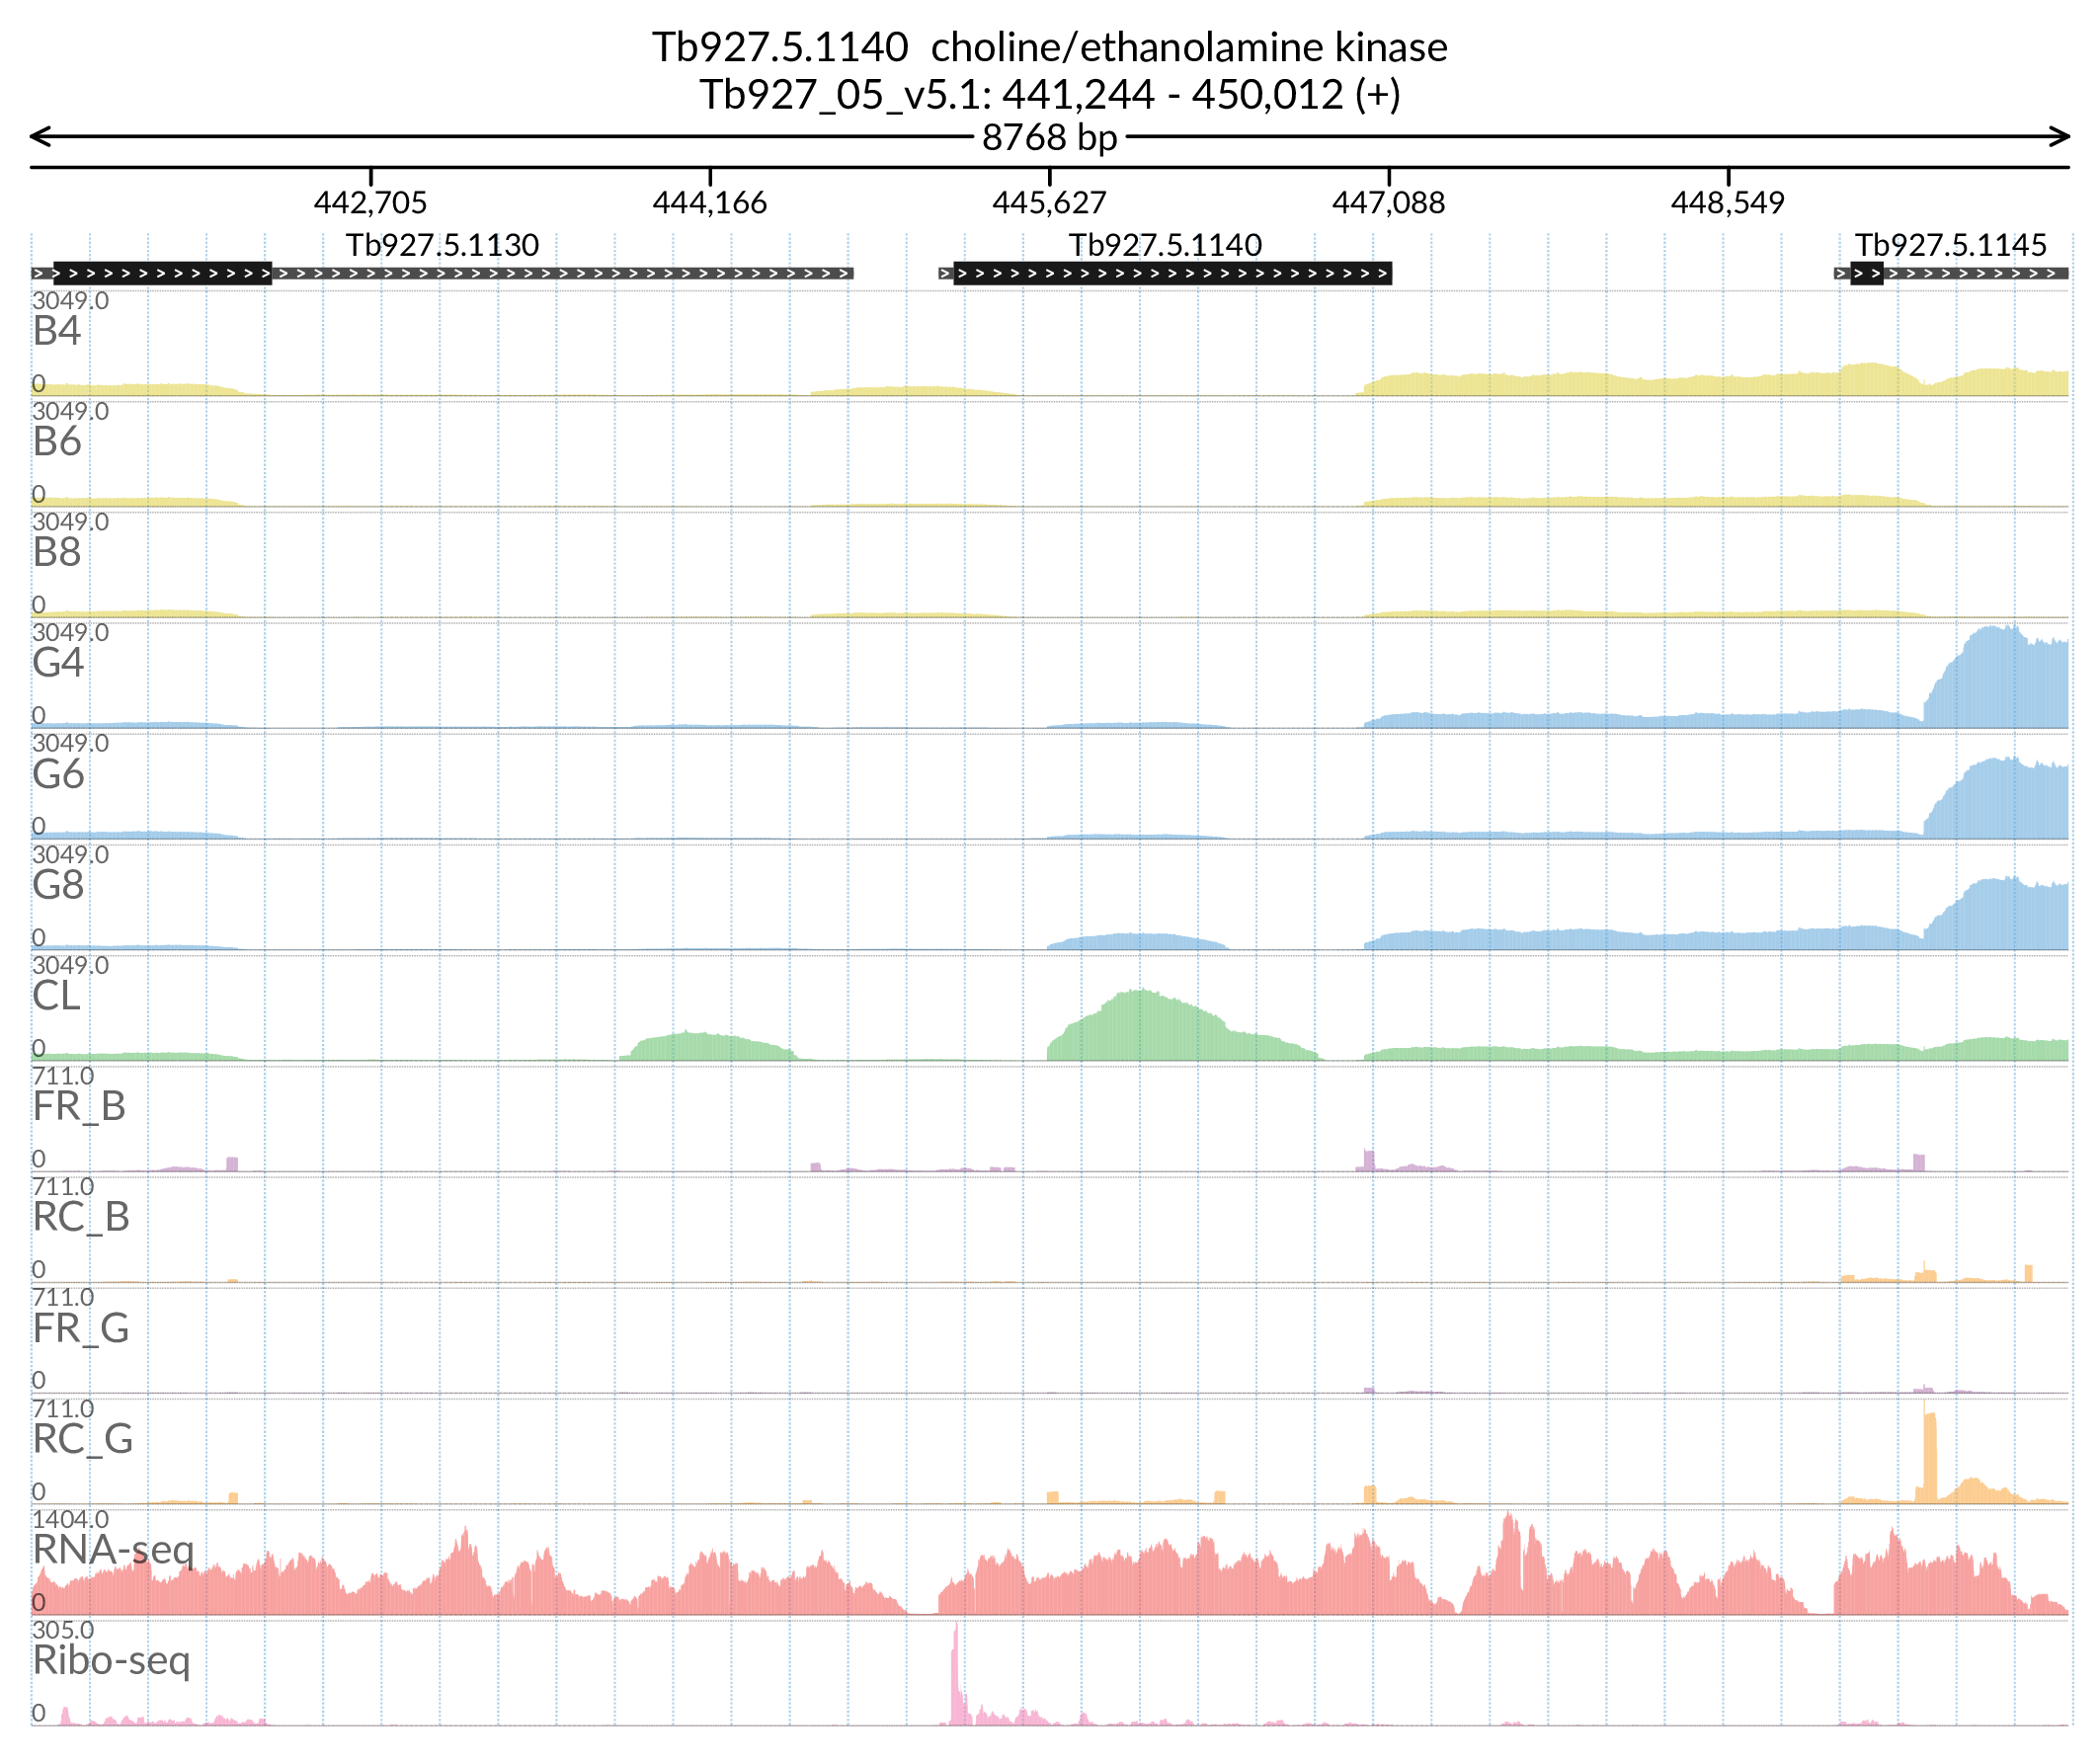 Tb927.5.1140 choline/ethanolamine kinase
Tb927_05_v5.1: 441,244 - 450,012 (+)
8768 bp
442,705 444,166 445,627 447,088 448,549
Tb927.5.1130 Tb927.5.1140 Tb927.5.1145
3049.0
B4
0
3049.0
B6
0
3049.0
B8
0
3049.0
G4
0
3049.0
G6
0
3049.0
G8
0
3049.0
CL
0
711.0
FR_B
0
711.0
RC_B
0
711.0
FR_G
0
711.0
RC_G
0
1404.0
RNA-seq
0
305.0
Ribo-seq
0